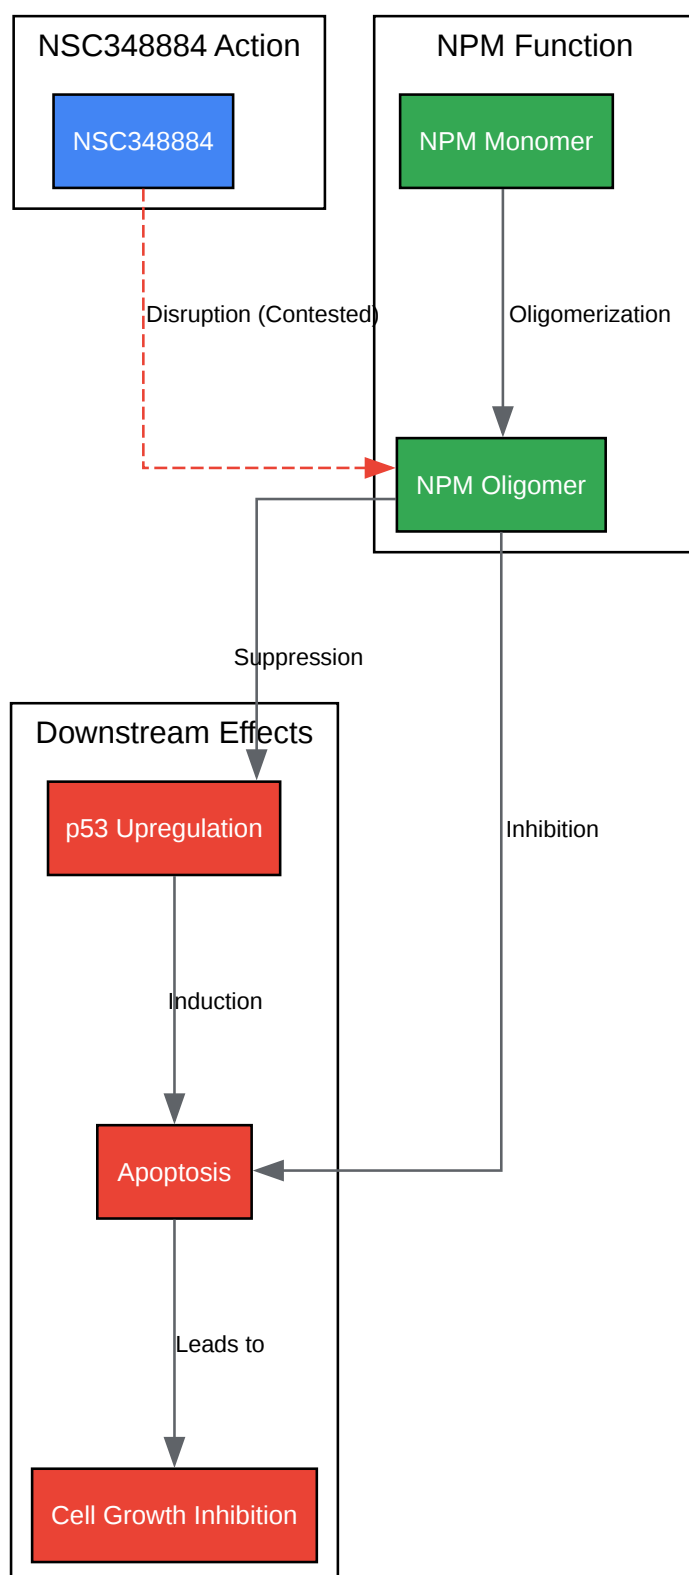 NSC348884 Action
NPM Function
NSC348884
NPM Monomer
Disruption (Contested)
Oligomerization
NPM Oligomer
Suppression
Downstream Effects
p53 Upregulation
Inhibition
Induction
Apoptosis
Leads to
Cell Growth Inhibition